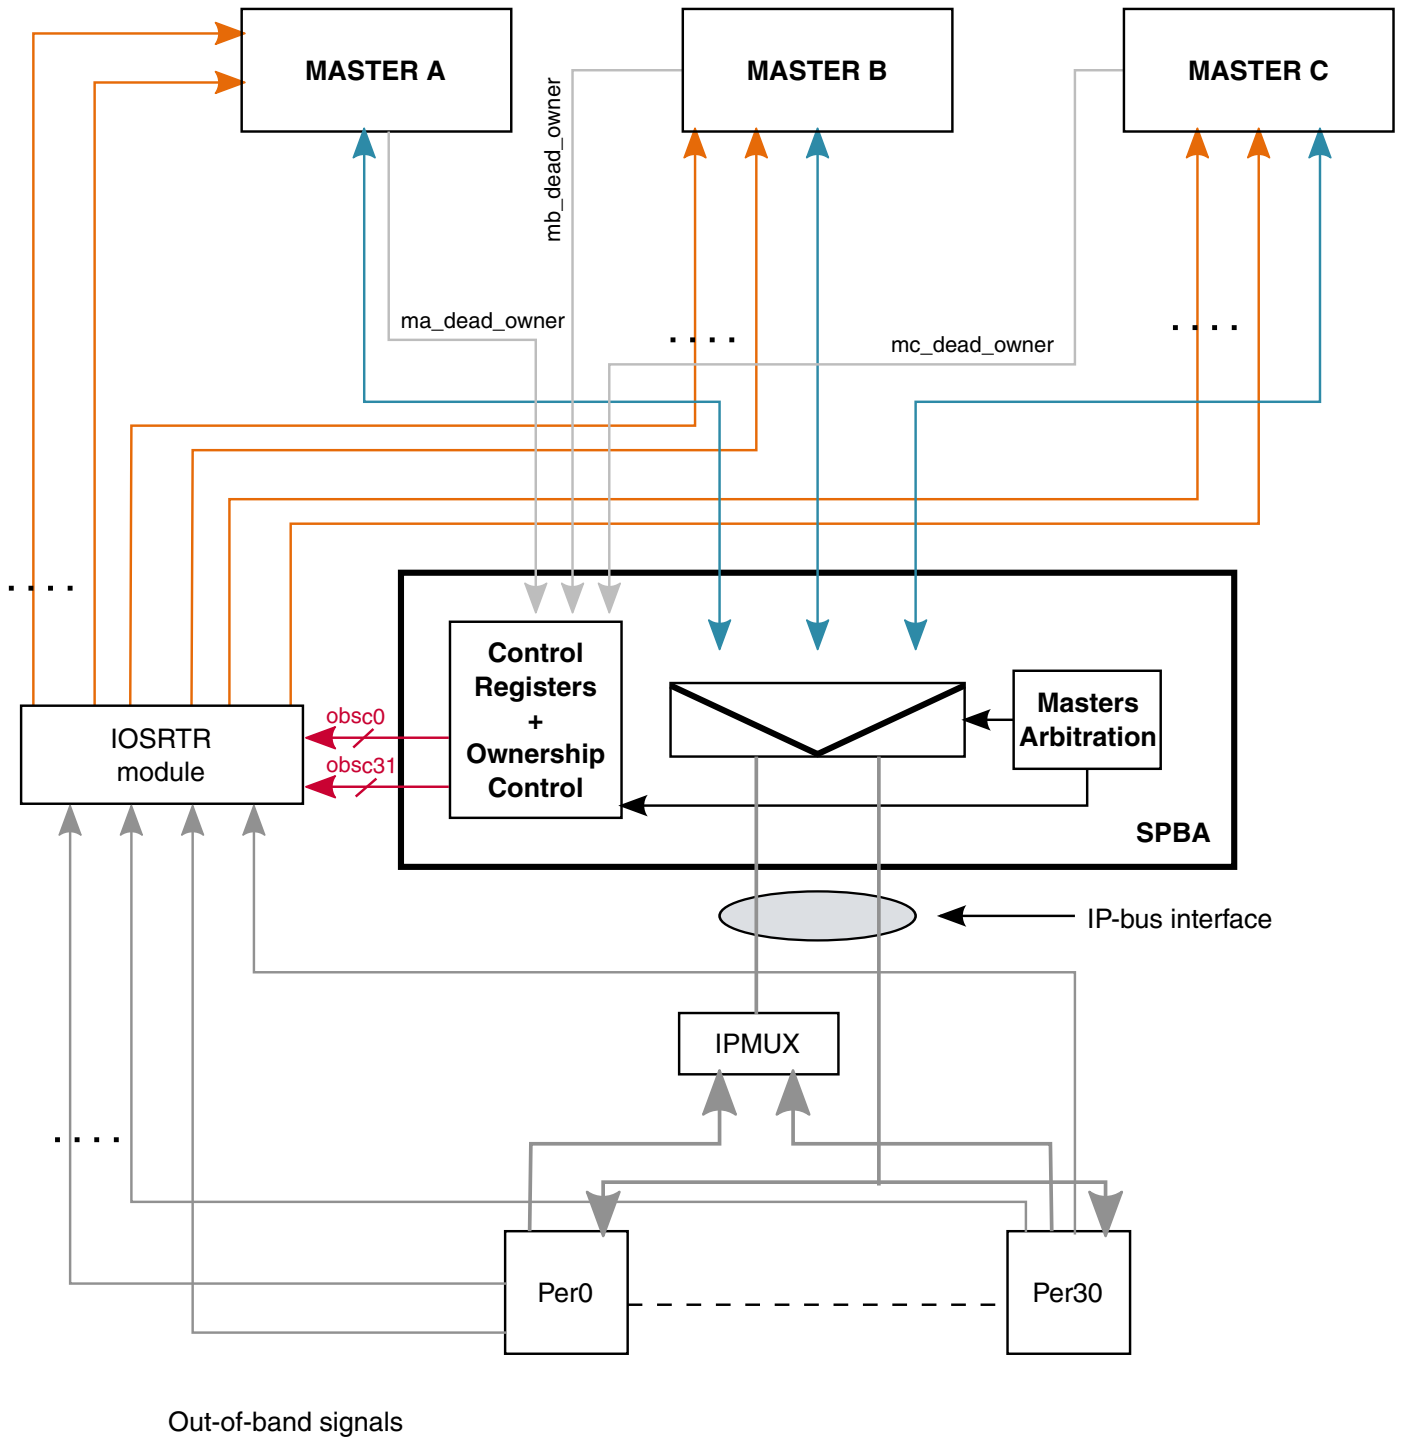 MASTER A
MASTER B
MASTER C
mb_dead_owner
ma_dead_owner
. . . .
mc_dead_owner
. . . .
. . . .
Control
Registers
+
Ownership
Control
Masters
Arbitration
obsc0
obsc31
IOSRTR
module
SPBA
IP-bus interface
IPMUX
. . . .
Per0
Per30
Out-of-band signals